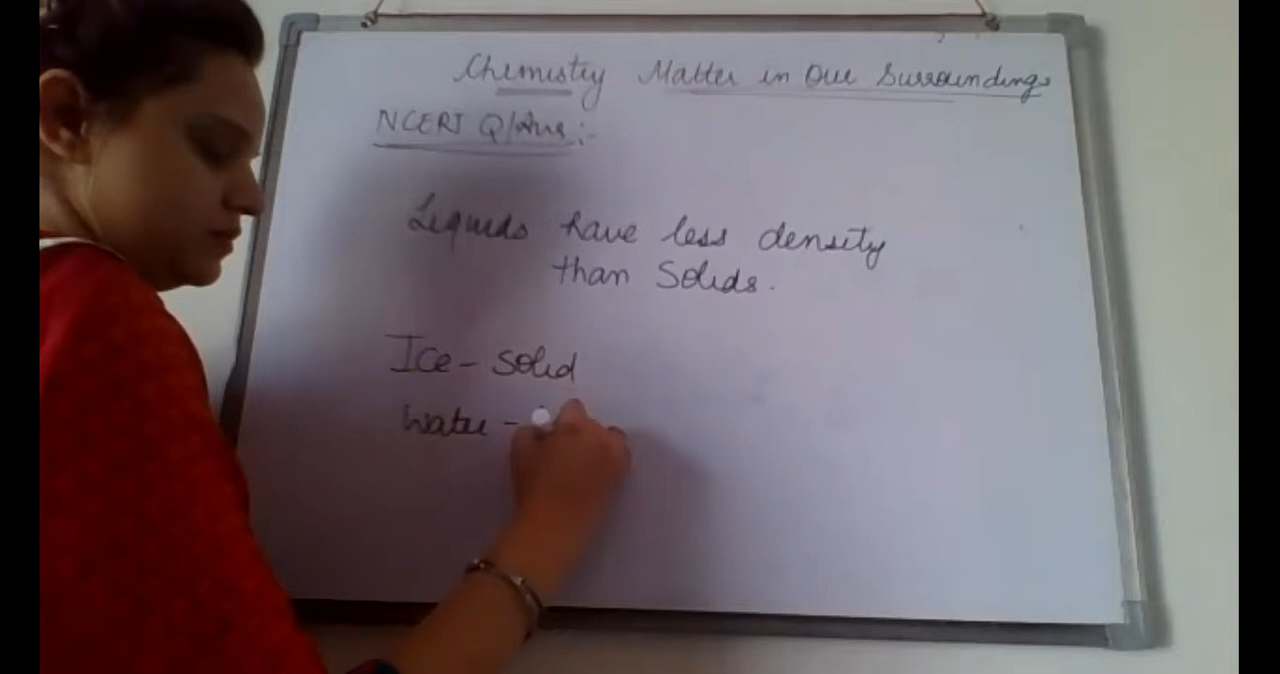 Chemistry Matter in Our Surroundings
NCERT Q/Ans :-
Liquids have less density
than Solids.
Ice - Solid
Water -